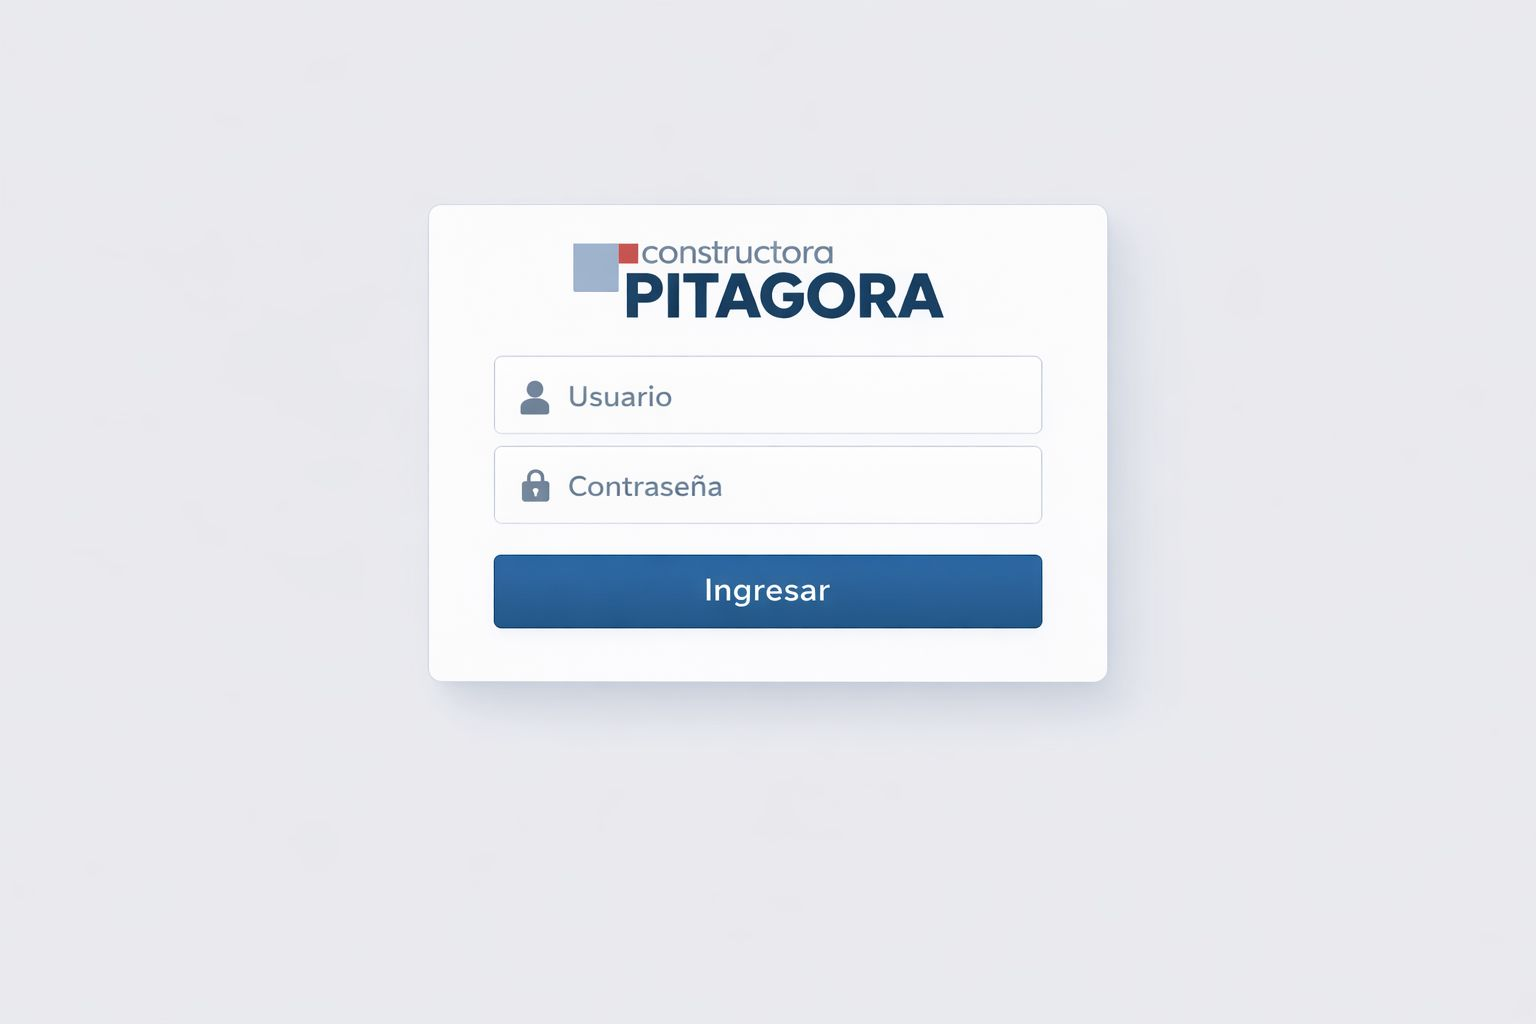 constructora
PITAGORA
Usuario
Contraseña
Ingresar